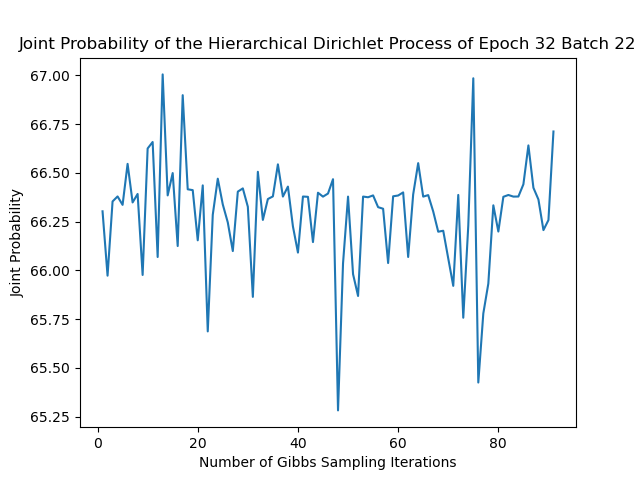 Joint Probability of the Hierarchical Dirichlet Process of Epoch 32 Batch 22
67.00
66.75
66.50
66.25
66.00
65.75
65.50
65.25
Joint Probability
0 20 40 60 80
Number of Gibbs Sampling Iterations